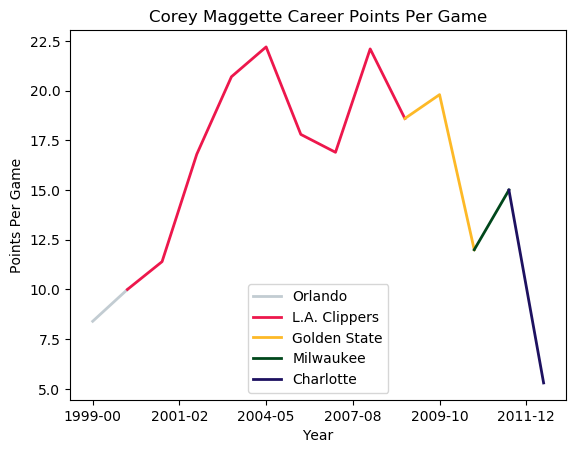 Corey Maggette Career Points Per Game
Points Per Game
22.5
20.0
17.5
15.0
12.5
10.0
7.5
5.0
Orlando
L.A. Clippers
Golden State
Milwaukee
Charlotte
1999-00 2001-02 2004-05 2007-08 2009-10 2011-12
Year